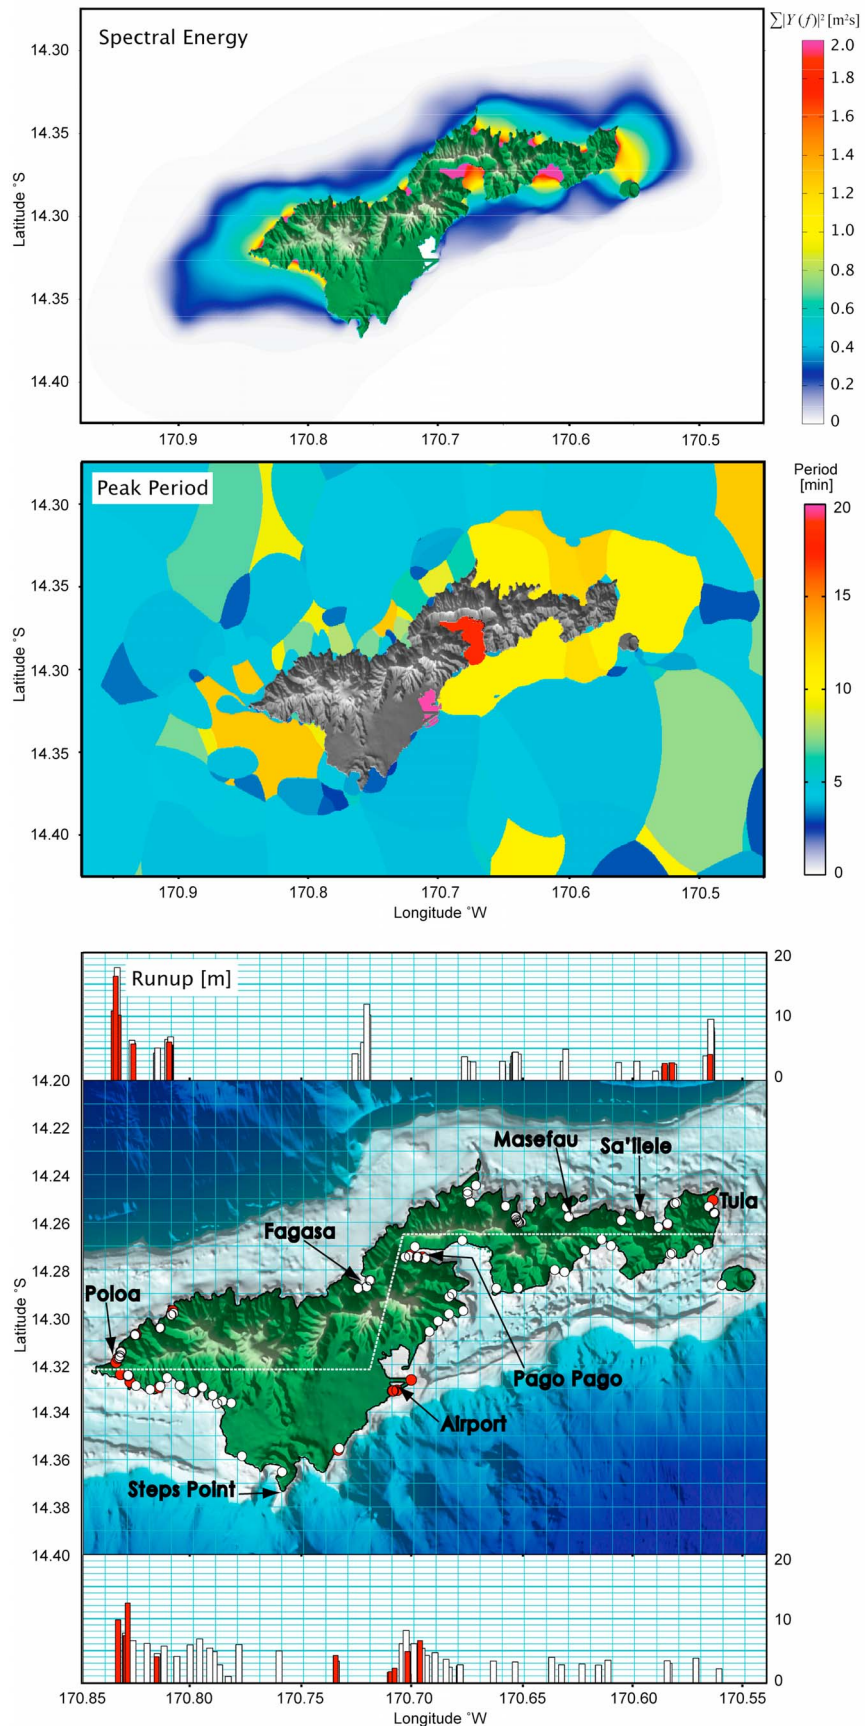 Spectral Energy
∑|Y(f)|² [m²s]
2.0
1.8
1.6
1.4
1.2
1.0
0.8
0.6
0.4
0.2
0
14.30
14.35
14.30
14.35
14.40
Latitude °S
170.9 170.8 170.7 170.6 170.5
Peak Period
Period
[min]
20
15
10
5
0
14.30
14.35
14.30
14.35
14.40
Latitude °S
170.9 170.8 170.7 170.6 170.5
Longitude °W
Runup [m]
20
10
0
14.20
14.22
14.24
14.26
14.28
14.30
14.32
14.33
14.36
14.38
14.40
Latitude °S
Masefau
Sa'ilele
Tula
Fagasa
Poloa
Pago Pago
Airport
Steps Point
20
10
0
170.85 170.80 170.75 170.70 170.65 170.60 170.55
Longitude °W